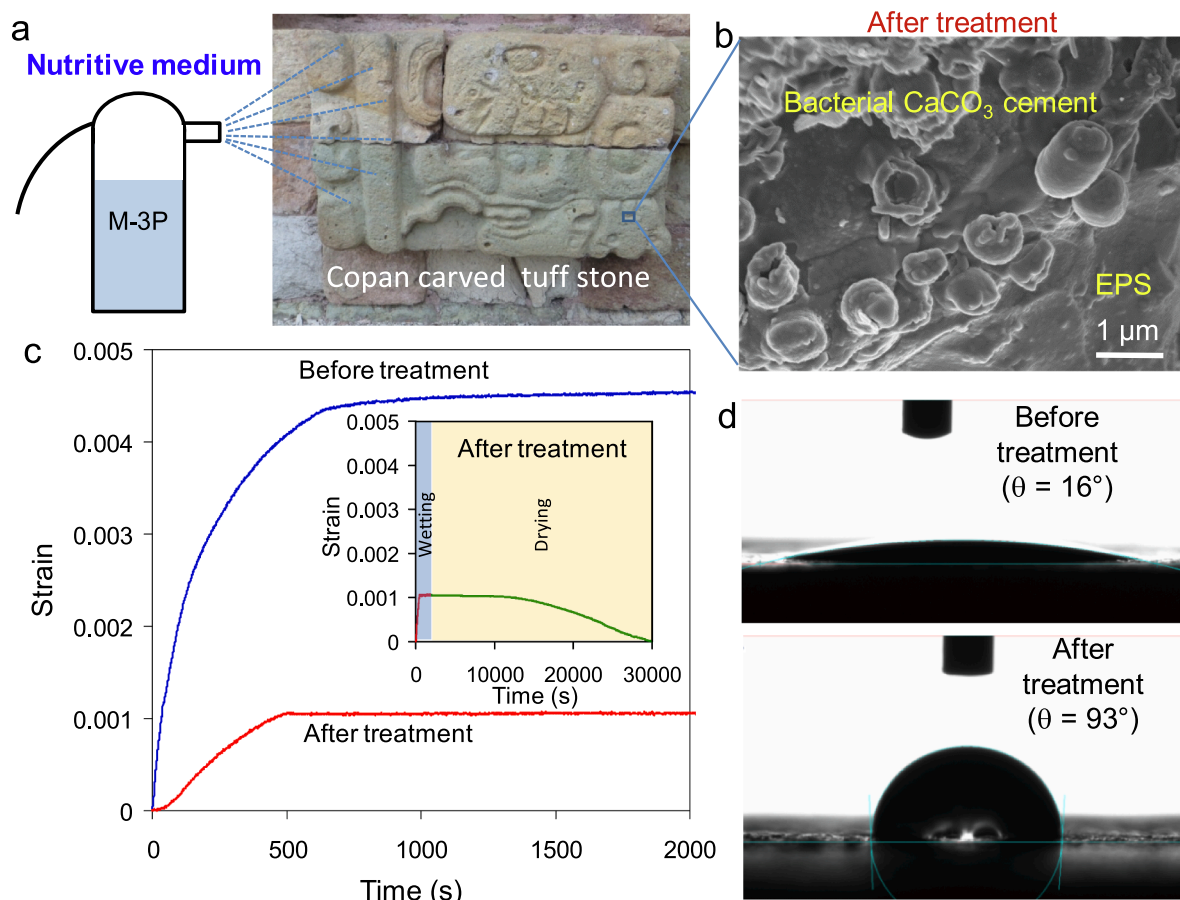 a
Nutritive medium
M-3P
Copan carved tuff stone
After treatment
b
Bacterial CaCO₃ cement
EPS
1 µm
c
0.005
0.004
0.003
0.002
0.001
0
Strain
Before treatment
After treatment
0
500
1000
1500
2000
Time (s)
0.005
0.004
0.003
0.002
0.001
0
Strain
After treatment
Wetting
Drying
0
10000
20000
30000
Time (s)
d
Before
treatment
(θ = 16°)
After
treatment
(θ = 93°)